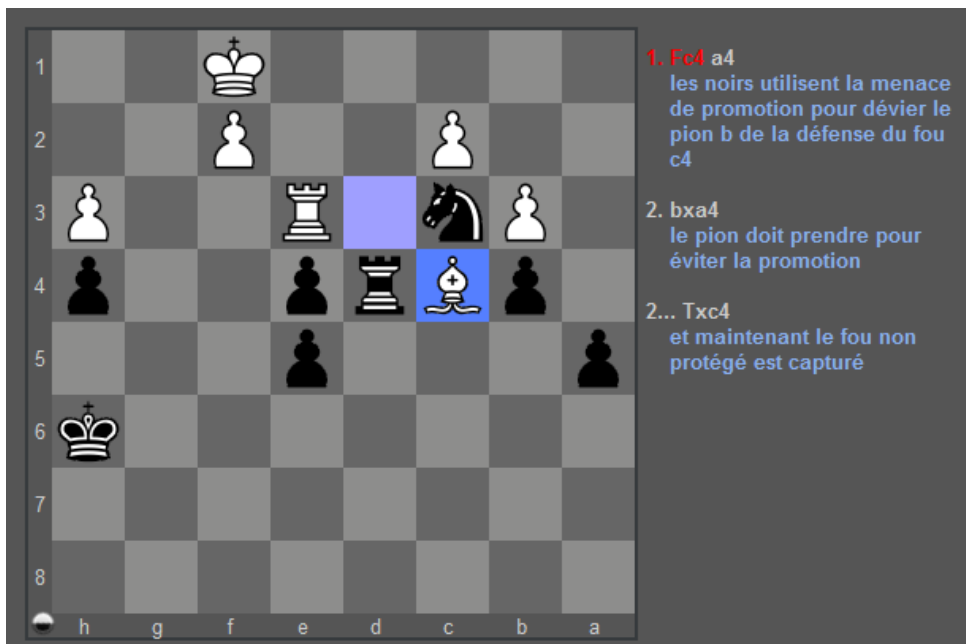 1
2
3
4
5
6
7
8
h g f e d c b a
1. Fc4 a4
les noirs utilisent la menace
de promotion pour dévier le
pion b de la défense du fou
c4
2. bxa4
le pion doit prendre pour
éviter la promotion
2... Txc4
et maintenant le fou non
protégé est capturé